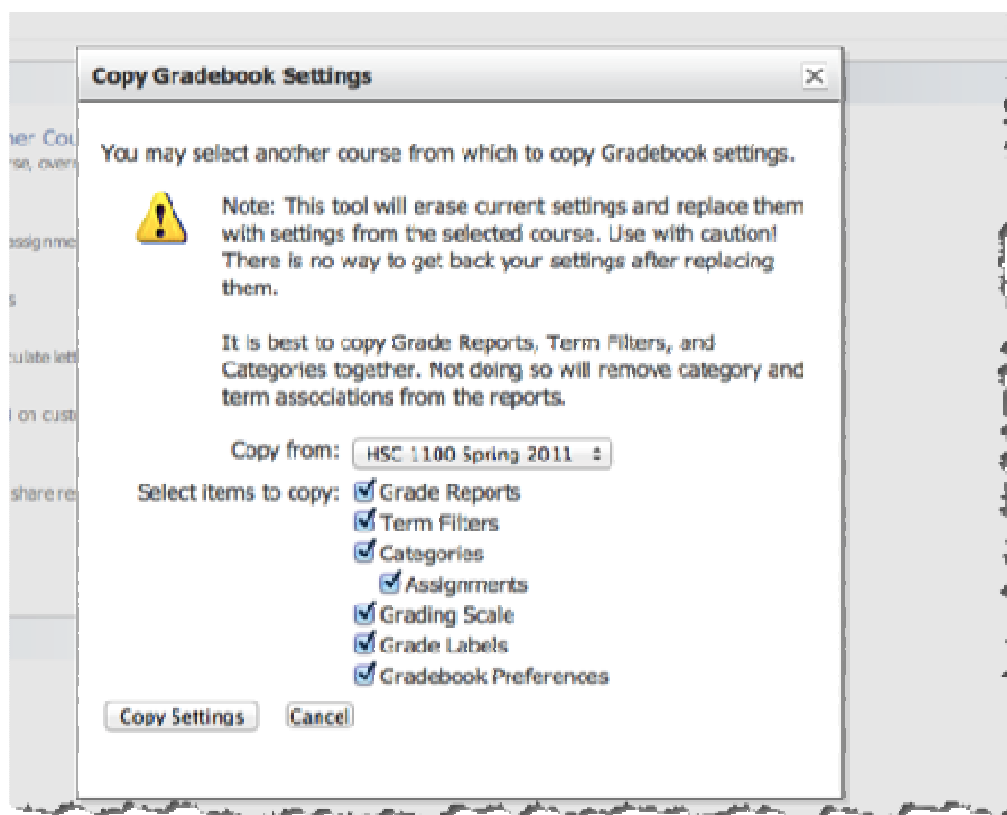 Copy Gradebook Settings
You may select another course from which to copy Gradebook settings.
Note: This tool will erase current settings and replace them
with settings from the selected course. Use with caution!
There is no way to get back your settings after replacing
them.
It is best to copy Grade Reports, Term Filters, and
Categories together. Not doing so will remove category and
term associations from the reports.
Copy from: HSC 1100 Spring 2011
Select items to copy: Grade Reports
Term Filters
Categories
Assignments
Grading Scale
Grade Labels
Gradebook Preferences
Copy Settings Cancel
on cust
share re